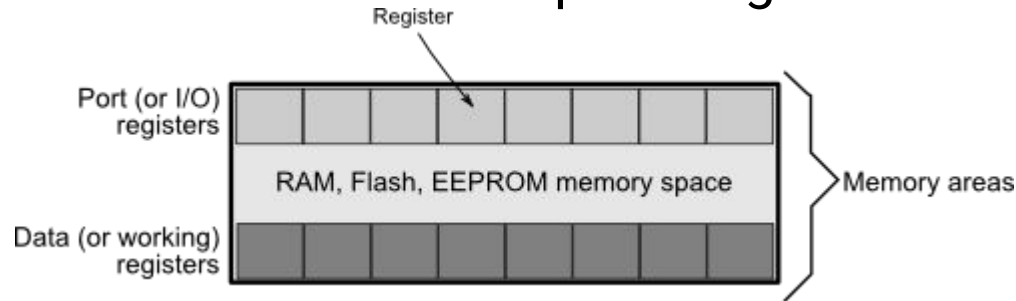 Register
Port (or I/O)
registers
RAM, Flash, EEPROM memory space
Memory areas
Data (or working)
registers